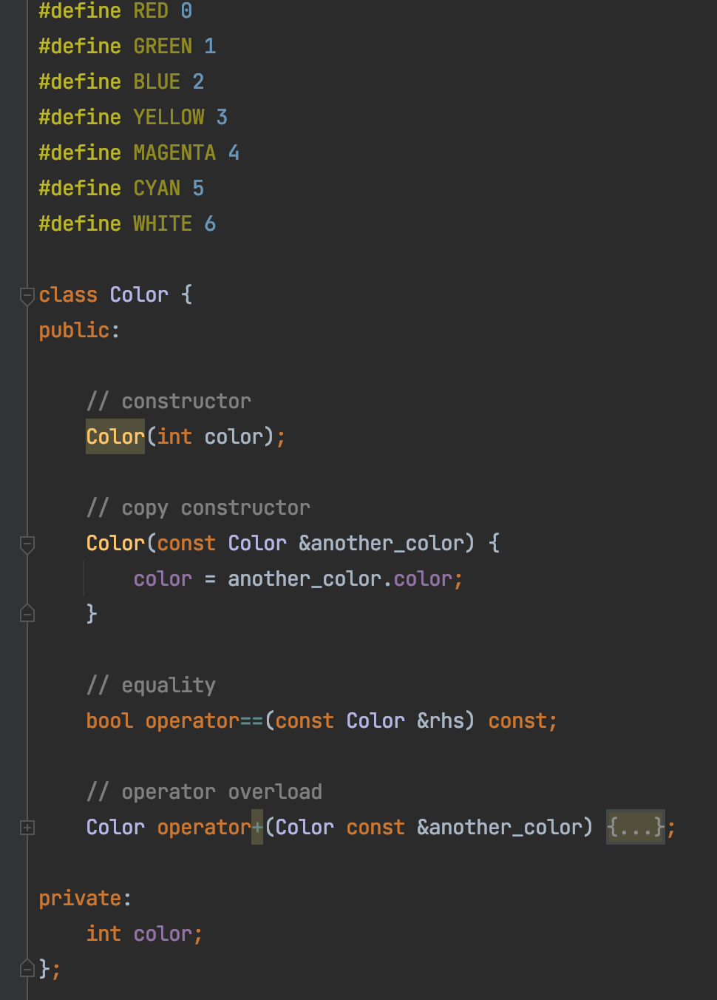 #define RED 0
#define GREEN 1
#define BLUE 2
#define YELLOW 3
#define MAGENTA 4
#define CYAN 5
#define WHITE 6
class Color {
public:
// constructor
Color(int color);
// copy constructor
Color(const Color &another_color) {
color = another_color.color;
}
// equality
bool operator==(const Color &rhs) const;
// operator overload
Color operator+(Color const &another_color) {...};
private:
int color;
};